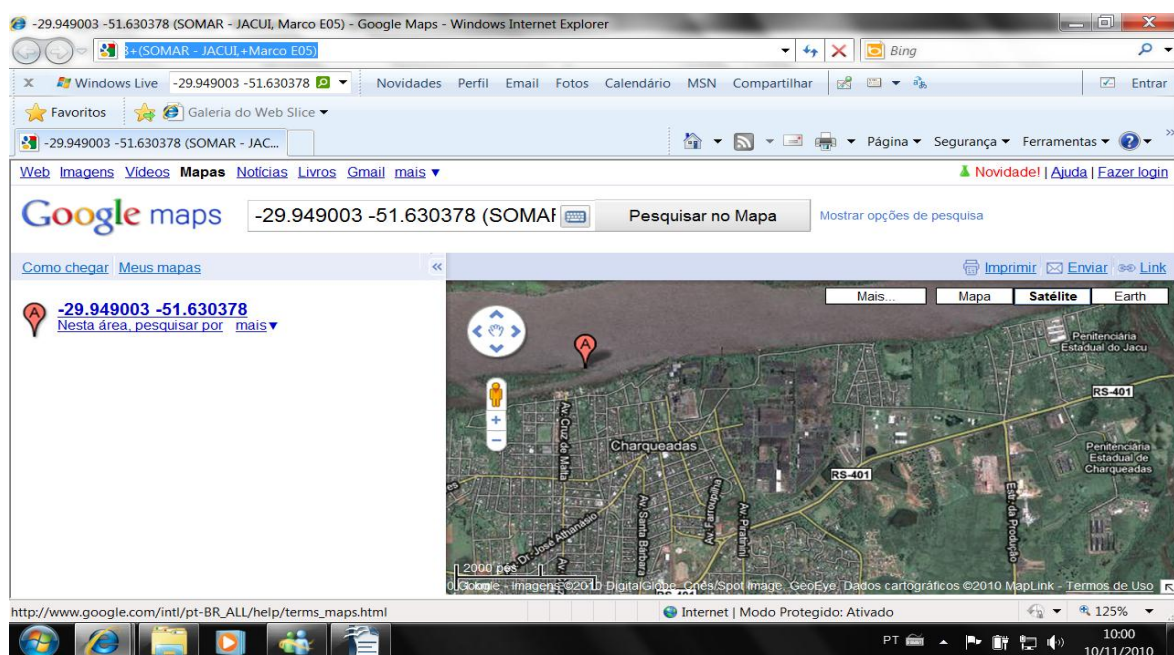 -29.949003 -51.630378 (SOMAR - JACUI, Marco E05) - Google Maps - Windows Internet Explorer
3+(SOMAR - JACUI,+Marco E05)
Bing
x Windows Live -29.949003 -51.630378 Novidades Perfil Email Fotos Calendário MSN Compartilhar Entrar
Favoritos Galeria do Web Slice
-29.949003 -51.630378 (SOMAR - JAC... Página Segurança Ferramentas
Web Imagens Vídeos Mapas Notícias Livros Gmail mais Novidade! | Ajuda | Fazer login
Google maps -29.949003 -51.630378 (SOMAR Pesquisar no Mapa Mostrar opções de pesquisa
Como chegar Meus mapas « Imprimir Enviar Link
A -29.949003 -51.630378
Nesta área, pesquisar por mais
Mais... Mapa Satélite Earth
A
Penitenciária
Estadual do Jacu
RS-401
Av. Cruz de Malta
Charqueadas
Penitenciária
Estadual de
Charqueadas
RS-401
Av. Santa Barbara
Av. Farroupilha
Av. Piratinini
Estr. da Produção
Dr. José Athanásio
Av.
2000 pés
Google - Imagens ©2010 DigitalGlobe, Cnes/Spot Image, GeoEye, Dados cartográficos ©2010 MapLink - Termos de Uso
http://www.google.com/intl/pt-BR_ALL/help/terms_maps.html Internet | Modo Protegido: Ativado 125%
PT 10:00
10/11/2010